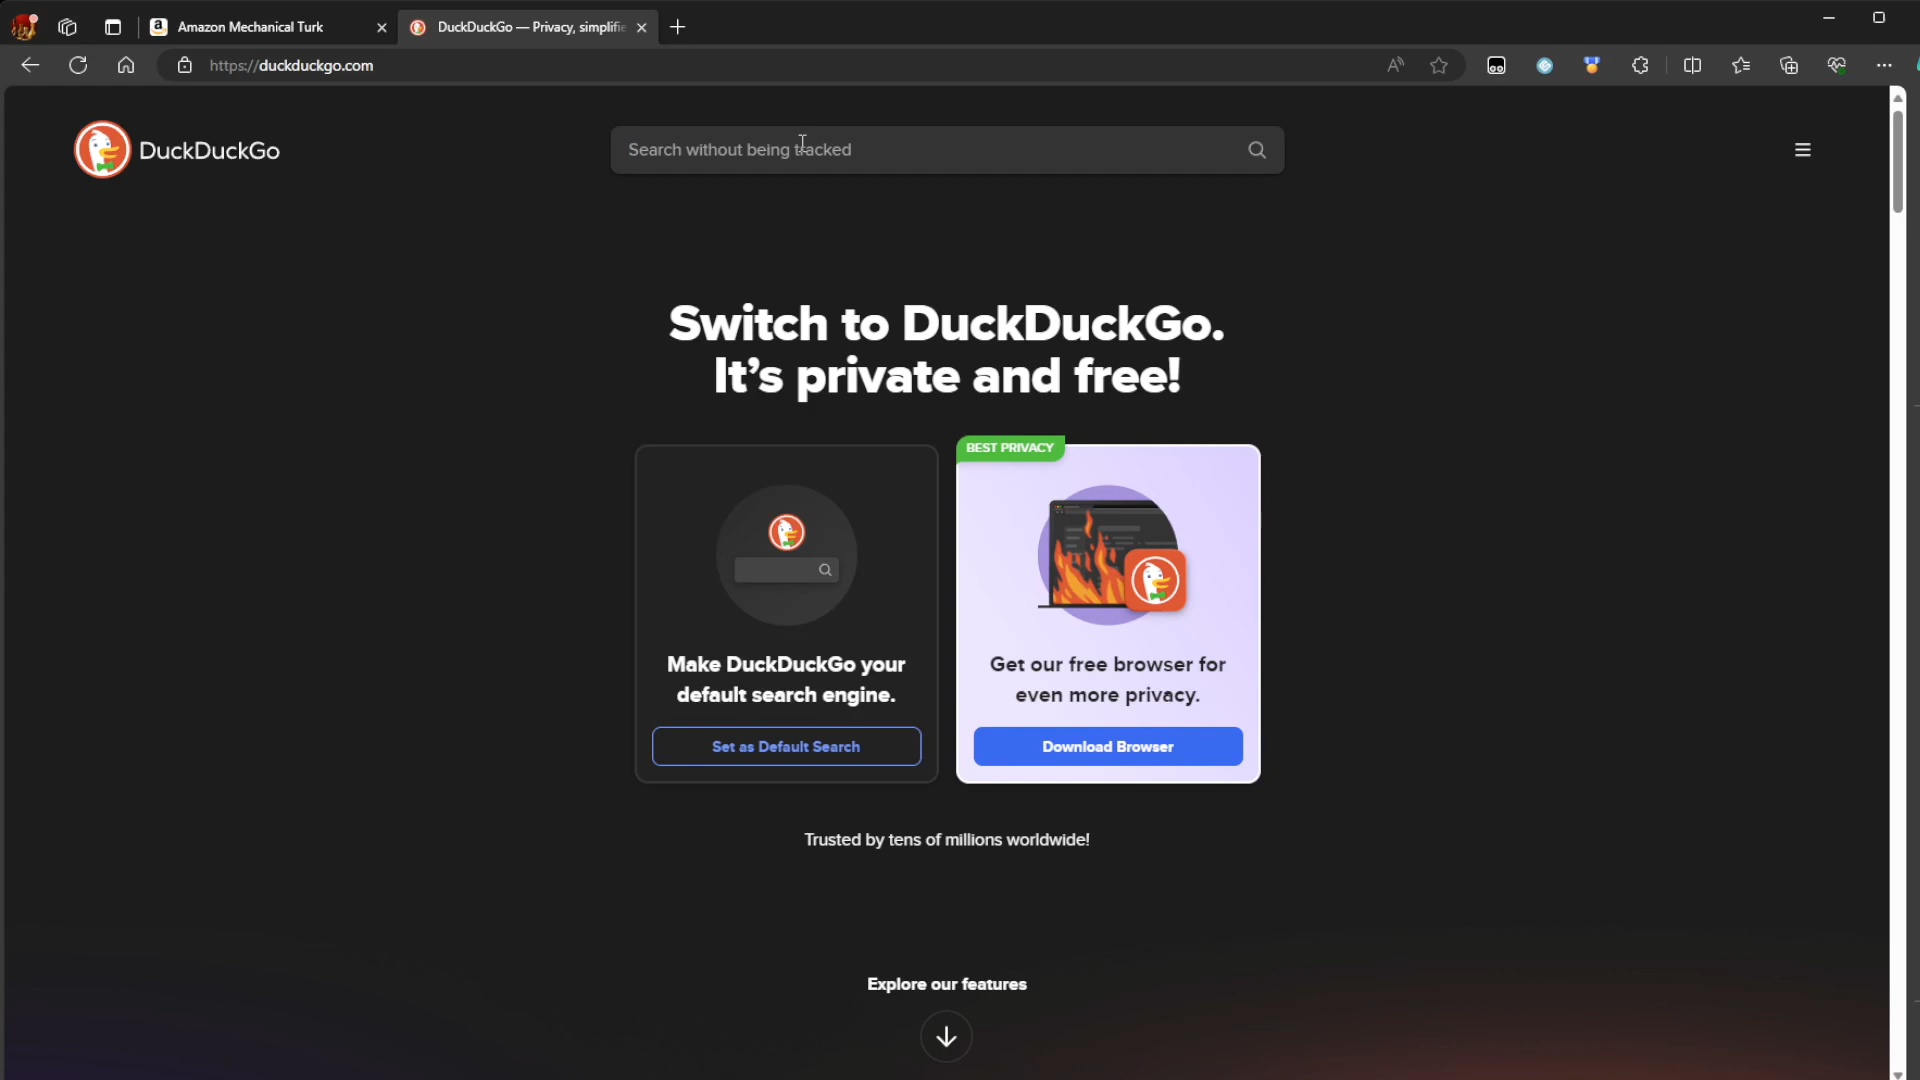 Amazon Mechanical Turk
DuckDuckGo — Privacy, simplifie
https://duckduckgo.com
DuckDuckGo
Search without being tracked
Switch to DuckDuckGo.
It's private and free!
BEST PRIVACY
Make DuckDuckGo your
default search engine.
Set as Default Search
Get our free browser for
even more privacy.
Download Browser
Trusted by tens of millions worldwide!
Explore our features